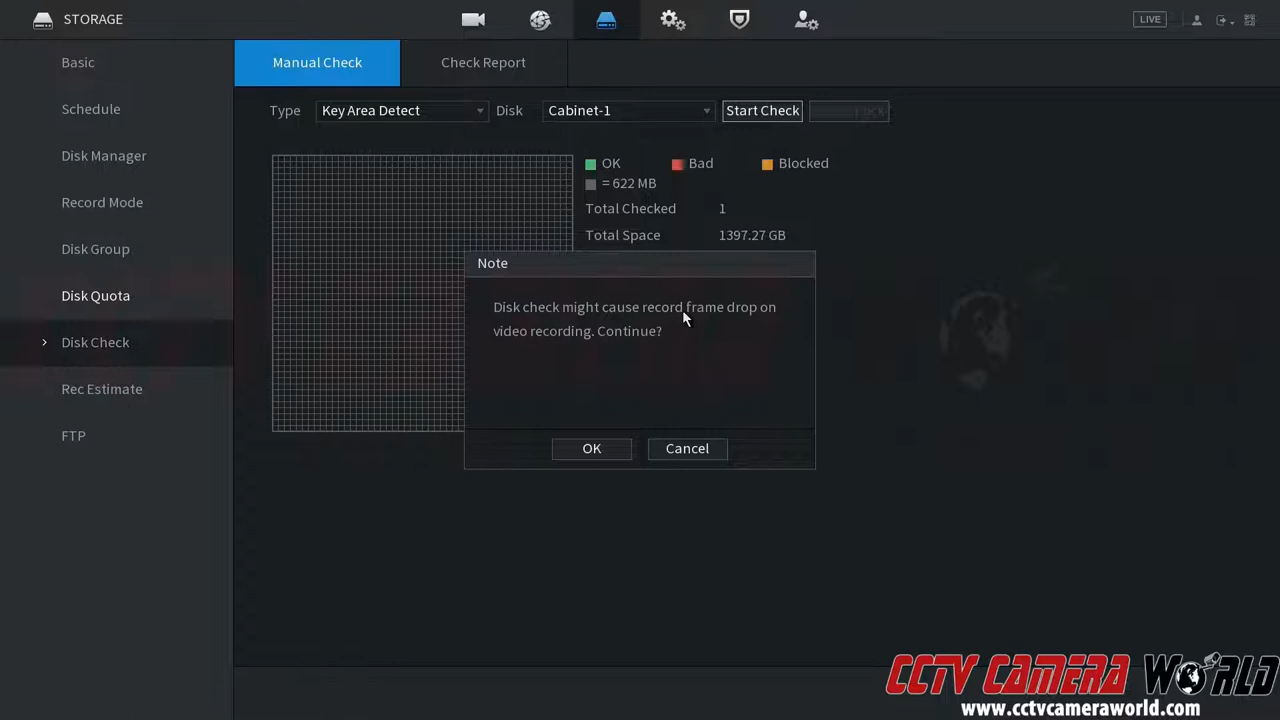 STORAGE
LIVE
Basic
Schedule
Disk Manager
Record Mode
Disk Group
Disk Quota
Disk Check
Rec Estimate
FTP
Manual Check
Check Report
Type Key Area Detect Disk Cabinet-1 Start Check
OK Bad Blocked
= 622 MB
Total Checked 1
Total Space 1397.27 GB
Note
Disk check might cause record frame drop on
video recording. Continue?
OK Cancel
CCTV CAMERA WORLD
www.cctvcameraworld.com